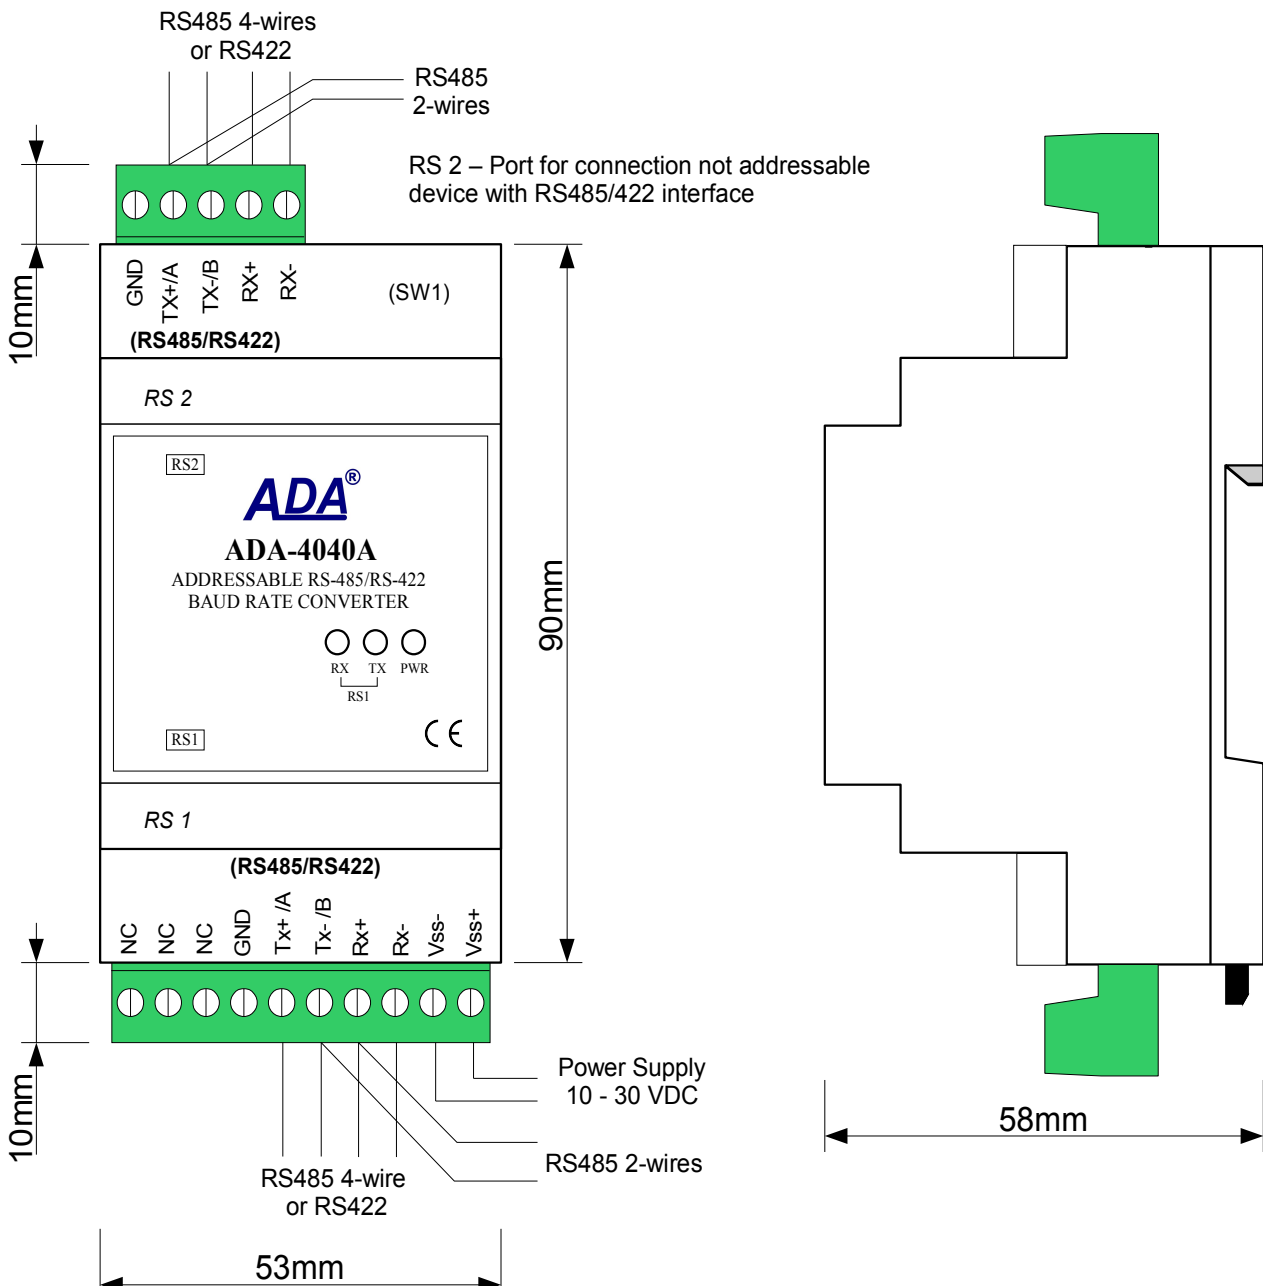 RS485 4-wires
or RS422
RS485
2-wires
RS 2 – Port for connection not addressable
device with RS485/422 interface
10mm
GND
TX+/A
TX-/B
RX+
RX-
(SW1)
(RS485/RS422)
RS 2
RS2
ADA®
ADA-4040A
ADDRESSABLE RS-485/RS-422
BAUD RATE CONVERTER
RX TX PWR
RS1
RS1
CE
90mm
RS 1
(RS485/RS422)
NC
NC
NC
GND
Tx+ /A
Tx- /B
Rx+
Rx-
Vss-
Vss+
10mm
Power Supply
10 - 30 VDC
RS485 2-wires
RS485 4-wire
or RS422
53mm
58mm